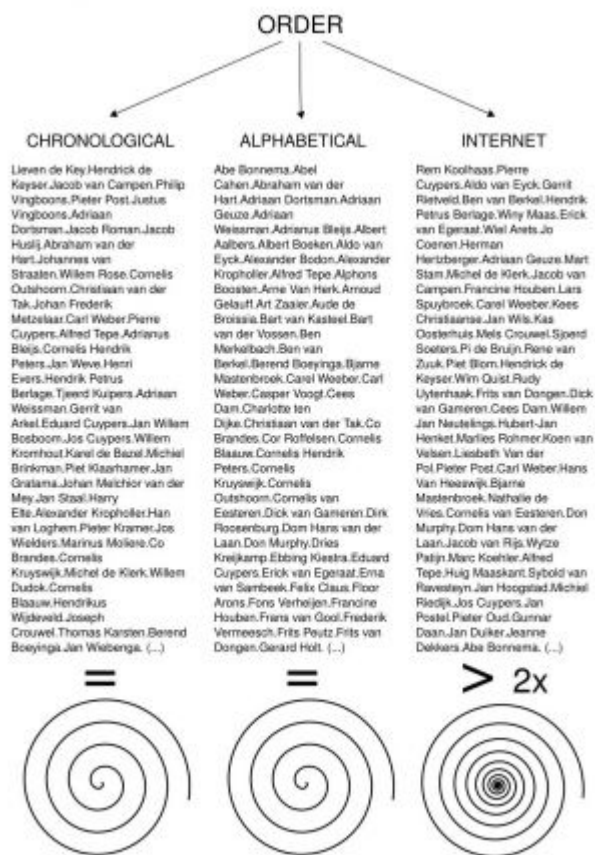 ORDER
CHRONOLOGICAL
Lieven de Key.Hendrick de
Keyser.Jacob van Campen.Philip
Vingboons.Pieter Post.Justus
Vingboons.Adriaan
Dortsman.Jacob Roman.Jacob
Huslij.Abraham van der
Hart.Johannes van
Straaten.Willem Rose.Cornelis
Outshoorn.Christiaan van der
Tak.Johan Frederik
Metzelaar.Carl Weber.Pierre
Cuypers.Alfred Tepe.Adrianus
Bleijs.Cornelis Hendrik
Peters.Jan Weve.Henri
Evers.Hendrik Petrus
Berlage.Tjeerd Kuipers.Adriaan
Weissman.Gerrit van
Arkel.Eduard Cuypers.Jan Willem
Bosboom.Jos Cuypers.Willem
Kromhout.Karel de Bazel.Michiel
Brinkman.Piet Klaarhamer.Jan
Gratama.Johan Melchior van der
Mey.Jan Staal.Harry
Elte.Alexander Kropholler.Han
van Loghem.Pieter Kramer.Jos
Wielders.Marinus Moliere.Co
Brandes.Cornelis
Kruyswijk.Michel de Klerk.Willem
Dudok.Cornelis
Blaauw.Hendrikus
Wijdeveld.Joseph
Crouwel.Thomas Karsten.Berend
Boeyinga.Jan Wiebenga. (...)
=
ALPHABETICAL
Abe Bonnema.Abel
Cahen.Abraham van der
Hart.Adriaan Dortsman.Adriaan
Geuze.Adriaan
Weissman.Adrianus Bleijs.Albert
Aalbers.Albert Boeken.Aldo van
Eyck.Alexander Bodon.Alexander
Kropholler.Alfred Tepe.Alphons
Boosten.Arne Van Herk.Arnoud
Gelauff.Art Zaaier.Aude de
Broissia.Bart van Kasteel.Bart
van der Vossen.Ben
Merkelbach.Ben van
Berkel.Berend Boeyinga.Bjarne
Mastenbroek.Carel Weeber.Carl
Weber.Casper Voogt.Cees
Dam.Charlotte ten
Dijke.Christiaan van der Tak.Co
Brandes.Cor Roffelsen.Cornelis
Blaauw.Cornelis Hendrik
Peters.Cornelis
Kruyswijk.Cornelis
Outshoorn.Cornelis van
Eesteren.Dick van Gameren.Dirk
Roosenburg.Dom Hans van der
Laan.Don Murphy.Dries
Kreijkamp.Ebbing Kiestra.Eduard
Cuypers.Erick van Egeraat.Erna
van Sambeek.Felix Claus.Floor
Arons.Fons Verheijen.Francine
Houben.Frans van Gool.Frederik
Vermeesch.Frits Peutz.Frits van
Dongen.Gerard Holt. (...)
=
INTERNET
Rem Koolhaas.Pierre
Cuypers.Aldo van Eyck.Gerrit
Rietveld.Ben van Berkel.Hendrik
Petrus Berlage.Winy Maas.Erick
van Egeraat.Wiel Arets.Jo
Coenen.Herman
Hertzberger.Adriaan Geuze.Mart
Stam.Michel de Klerk.Jacob van
Campen.Francine Houben.Lars
Spuybroek.Carel Weeber.Kees
Christiaanse.Jan Wils.Kas
Oosterhuis.Mels Crouwel.Sjoerd
Soeters.Pi de Bruijn.Rene van
Zuuk.Piet Blom.Hendrick de
Keyser.Wim Quist.Rudy
Uytenhaak.Frits van Dongen.Dick
van Gameren.Cees Dam.Willem
Jan Neutelings.Hubert-Jan
Henket.Marlies Rohmer.Koen van
Velsen.Liesbeth Van der
Pol.Pieter Post.Carl Weber.Hans
Van Heeswijk.Bjarne
Mastenbroek.Nathalie de
Vries.Cornelis van Eesteren.Don
Murphy.Dom Hans van der
Laan.Jacob van Rijs.Wytze
Patijn.Marc Koehler.Alfred
Tepe.Huig Maaskant.Sybold van
Ravesteyn.Jan Hoogstad.Michiel
Riedijk.Jos Cuypers.Jan
Postel.Pieter Oud.Gunnar
Daan.Jan Duiker.Jeanne
Dekkers.Abe Bonnema. (...)
> 2x